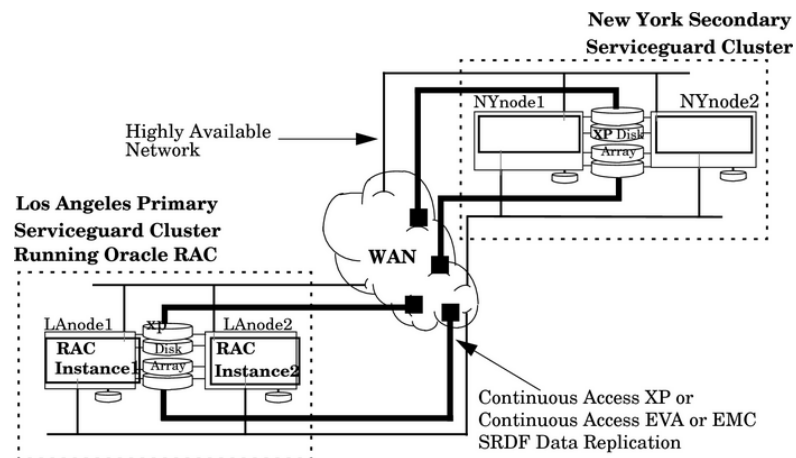 New York Secondary
Serviceguard Cluster
NYnode1
NYnode2
XP Disk
Array
Highly Available
Network
WAN
Los Angeles Primary
Serviceguard Cluster
Running Oracle RAC
LAnode1
xp
LAnode2
RAC
Instance1
Disk
Array
RAC
Instance2
Continuous Access XP or
Continuous Access EVA or EMC
SRDF Data Replication